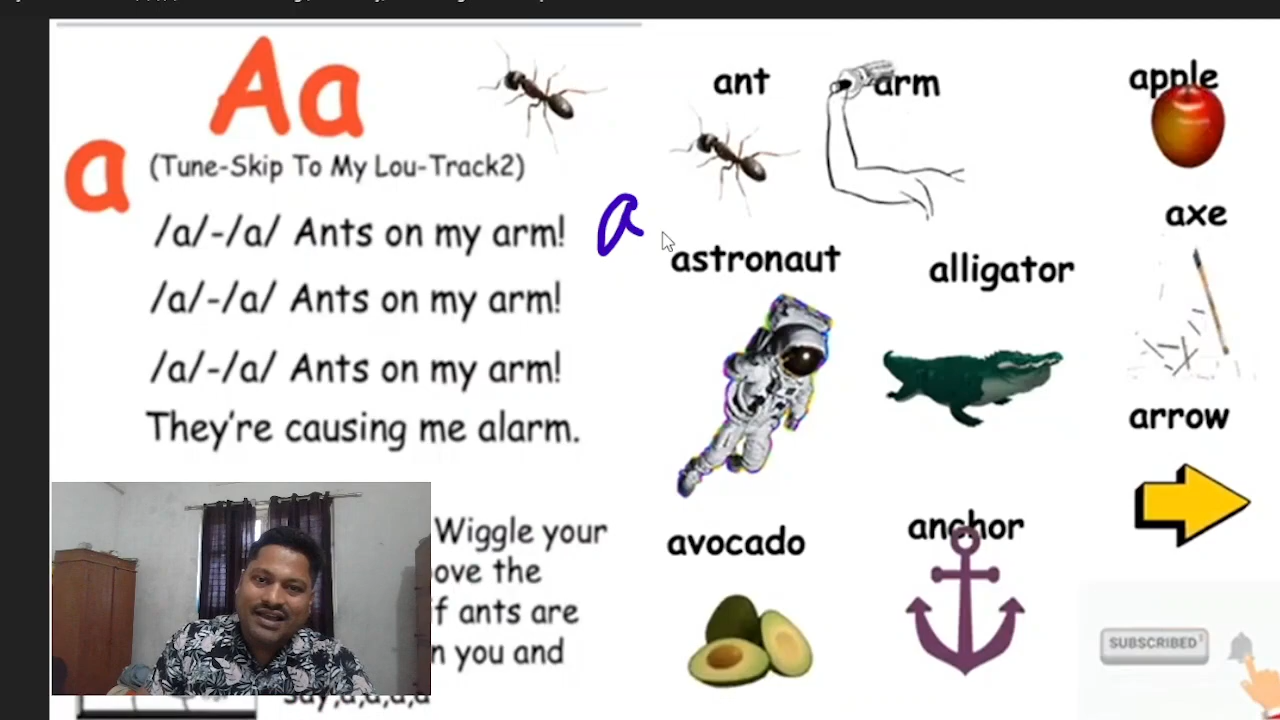 Aa
a
(Tune-Skip To My Lou-Track2)
/a/-/a/ Ants on my arm!
/a/-/a/ Ants on my arm!
/a/-/a/ Ants on my arm!
They're causing me alarm.
Wiggle your
ove the
f ants are
n you and
say,a,a,a,a
a
ant
arm
apple
axe
astronaut
alligator
arrow
avocado
anchor
SUBSCRIBED